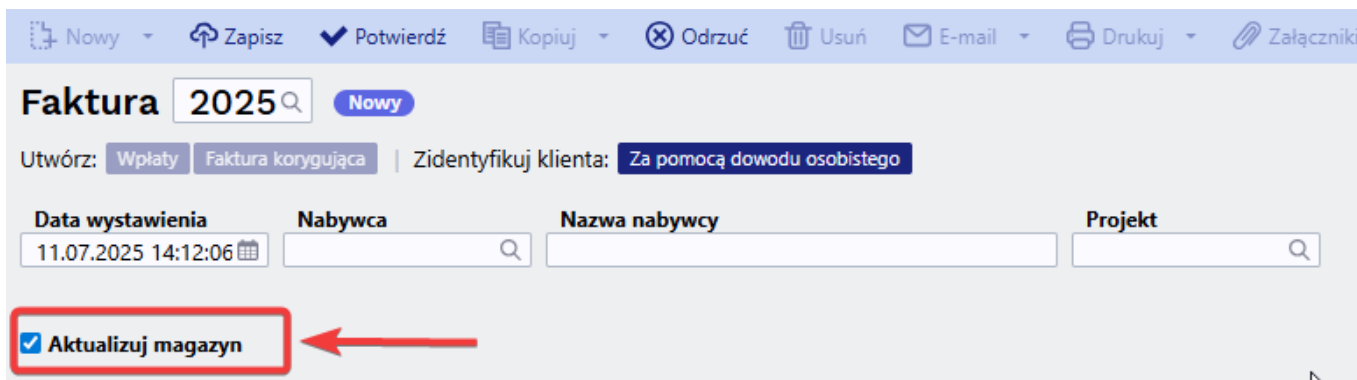 Nowy Zapisz Potwierdź Kopiuj Odrzuć Usuń E-mail Drukuj Załączniki
Faktura 2025 Nowy
Utwórz: Wpłaty Faktura korygująca | Zidentyfikuj klienta: Za pomocą dowodu osobistego
Data wystawienia Nabywca Nazwa nabywcy Projekt
11.07.2025 14:12:06
Aktualizuj magazyn